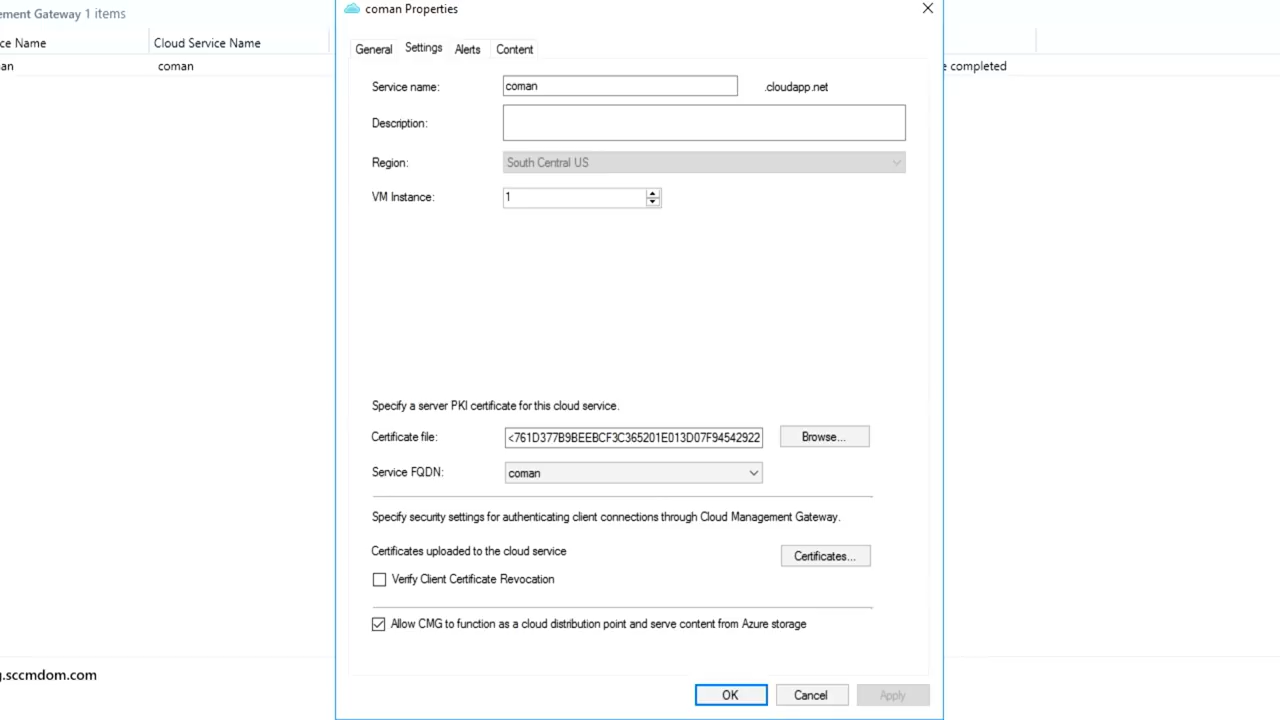 ement Gateway 1 items
coman Properties
ce Name
Cloud Service Name
an
coman
e completed
General
Settings
Alerts
Content
Service name:
coman
.cloudapp.net
Description:
Region:
South Central US
VM Instance:
1
Specify a server PKI certificate for this cloud service.
Certificate file:
<761D377B9BEEBCF3C365201E013D07F94542922
Browse...
Service FQDN:
coman
Specify security settings for authenticating client connections through Cloud Management Gateway.
Certificates uploaded to the cloud service
Certificates...
Verify Client Certificate Revocation
Allow CMG to function as a cloud distribution point and serve content from Azure storage
.sccmdom.com
OK
Cancel
Apply